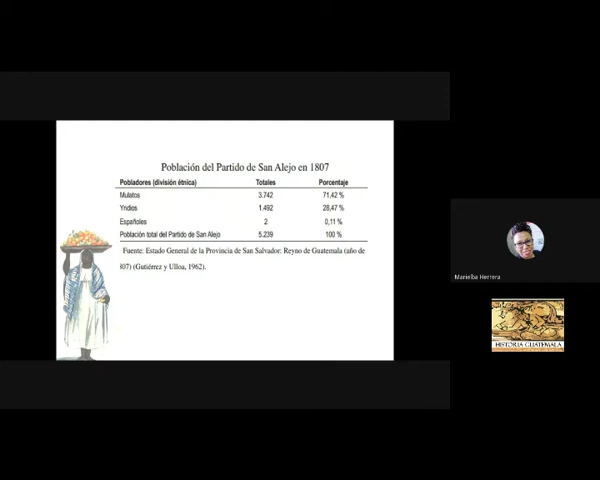 Población del Partido de San Alejo en 1807
Pobladores (división étnica) Totales Porcentaje
Mulatos 3.742 71,42 %
Yndios 1.492 28,47 %
Españoles 2 0,11 %
Población total del Partido de San Alejo 5.239 100 %
Fuente: Estado General de la Provincia de San Salvador: Reyno de Guatemala (año de
807) (Gutiérrez y Ulloa, 1962).
Marielba Herrera
HISTORIA GUATEMALA